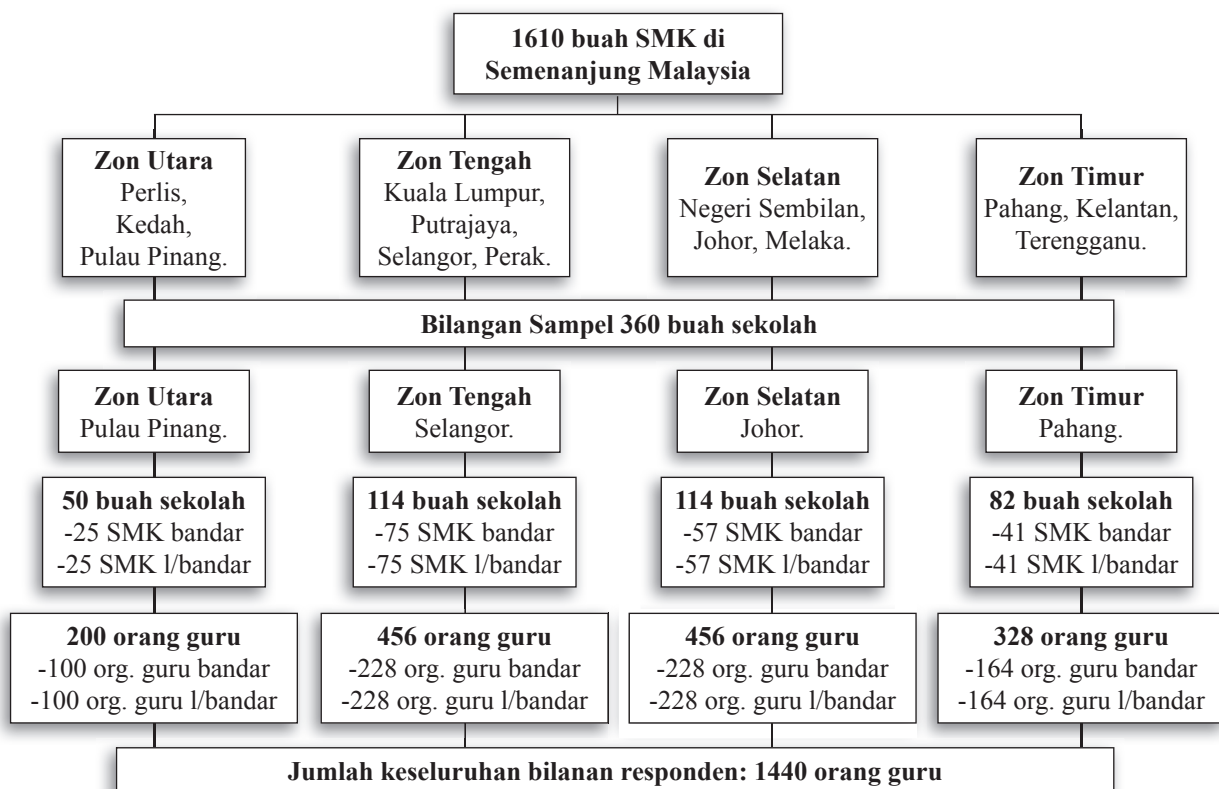 1610 buah SMK di
Semenanjung Malaysia
Zon Utara
Perlis,
Kedah,
Pulau Pinang.
Zon Tengah
Kuala Lumpur,
Putrajaya,
Selangor, Perak.
Zon Selatan
Negeri Sembilan,
Johor, Melaka.
Zon Timur
Pahang, Kelantan,
Terengganu.
Bilangan Sampel 360 buah sekolah
Zon Utara
Pulau Pinang.
Zon Tengah
Selangor.
Zon Selatan
Johor.
Zon Timur
Pahang.
50 buah sekolah
-25 SMK bandar
-25 SMK l/bandar
114 buah sekolah
-75 SMK bandar
-75 SMK l/bandar
114 buah sekolah
-57 SMK bandar
-57 SMK l/bandar
82 buah sekolah
-41 SMK bandar
-41 SMK l/bandar
200 orang guru
-100 org. guru bandar
-100 org. guru l/bandar
456 orang guru
-228 org. guru bandar
-228 org. guru l/bandar
456 orang guru
-228 org. guru bandar
-228 org. guru l/bandar
328 orang guru
-164 org. guru bandar
-164 org. guru l/bandar
Jumlah keseluruhan bilanan responden: 1440 orang guru